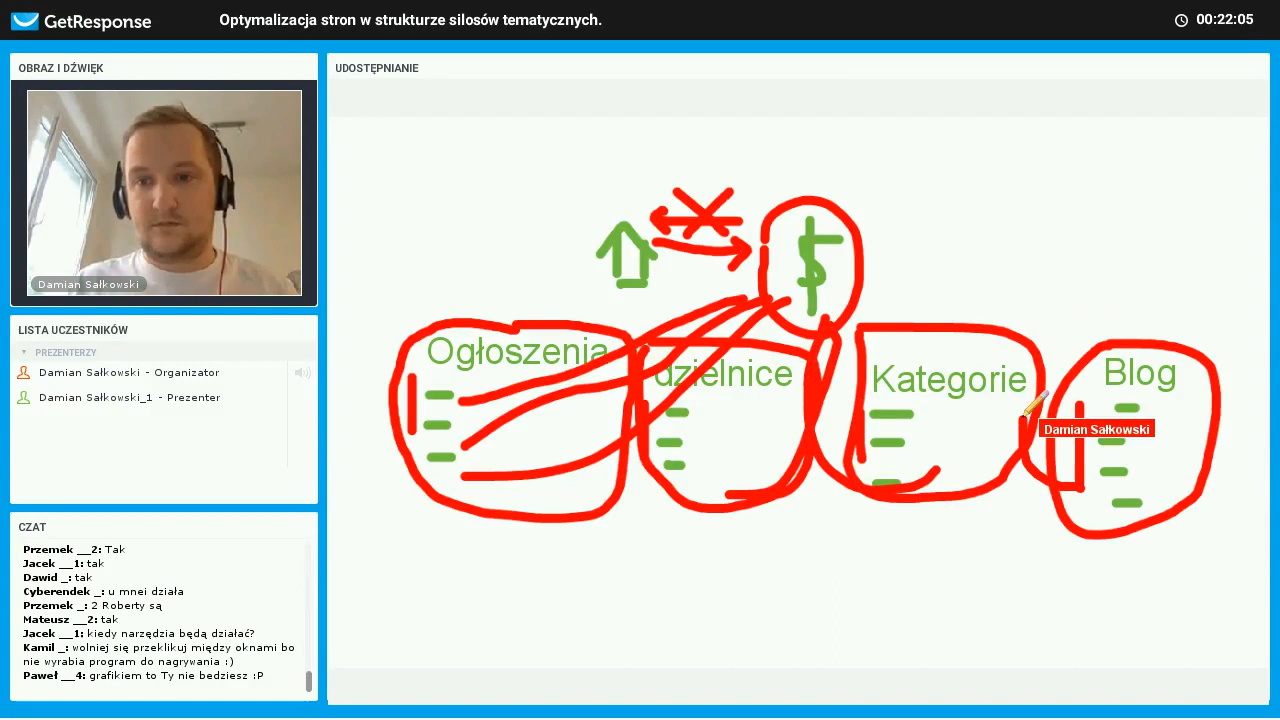 GetResponse
Optymalizacja stron w strukturze silosów tematycznych.
00:22:05
OBRAZ I DŹWIĘK
Damian Sałkowski
LISTA UCZESTNIKÓW
PREZENTERZY
Damian Sałkowski - Organizator
Damian Sałkowski_1 - Prezenter
CZAT
Przemek __2: Tak
Jacek __1: tak
Dawid _: tak
Cyberendek _: u mnei działa
Przemek _: 2 Roberty są
Mateusz __2: tak
Jacek __1: kiedy narzędzia będą działać?
Kamil _: wolniej się przeklikuj między oknami bo
nie wyrabia program do nagrywania :)
Paweł __4: grafikiem to Ty nie bedziesz :P
UDOSTĘPNIANIE
$
Ogłoszenia
dzielnice
Kategorie
Blog
Damian Sałkowski